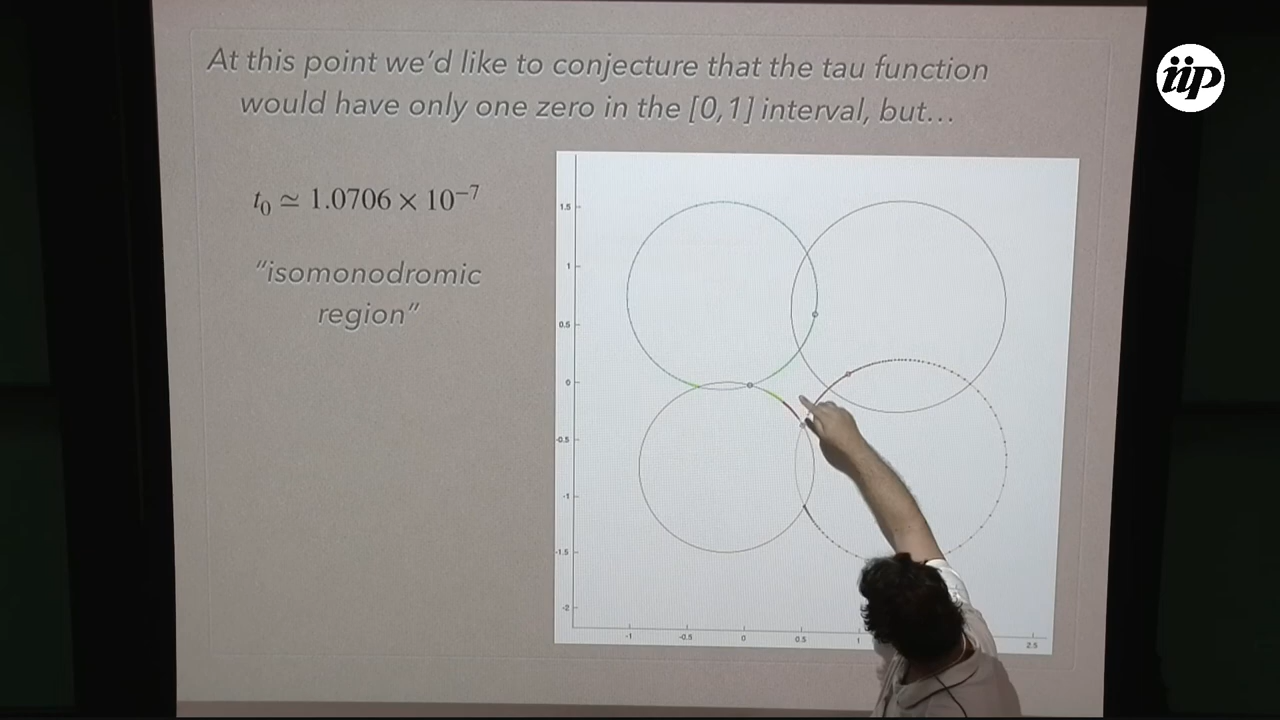 At this point we'd like to conjecture that the tau function
would have only one zero in the [0,1] interval, but…
iip
t₀ ≃ 1.0706 × 10⁻⁷
"isomonodromic
region"
1.5
1
0.5
0
-0.5
-1
-1.5
-2
-1 -0.5 0 0.5 1 2.5